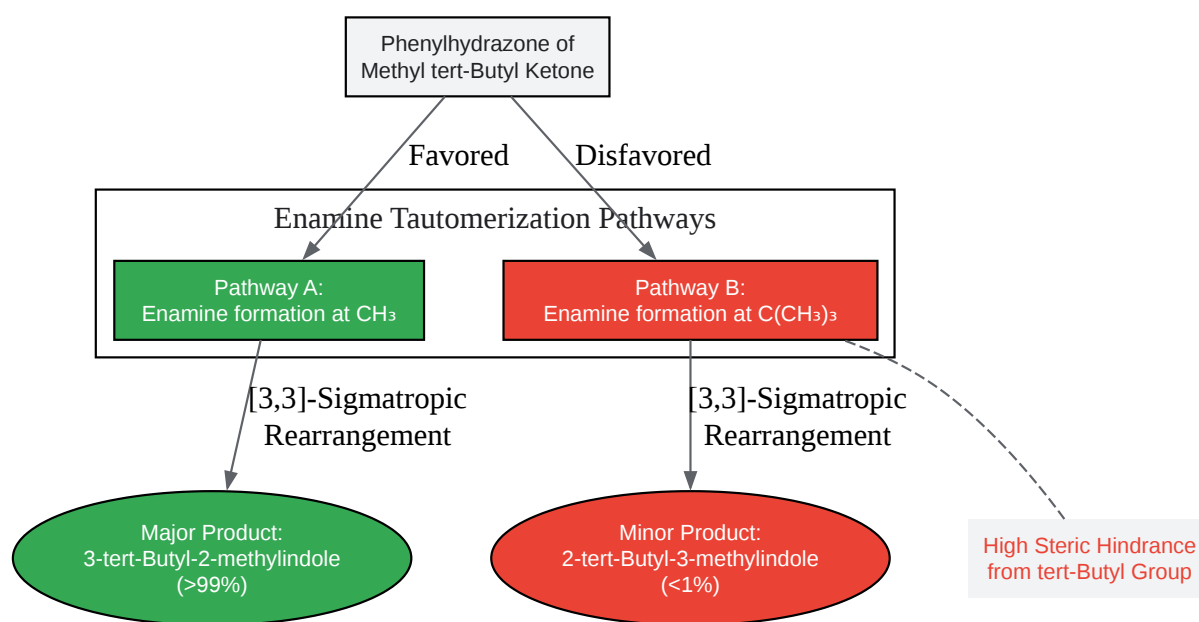 Phenylhydrazone of
Methyl tert-Butyl Ketone
Favored
Disfavored
Enamine Tautomerization Pathways
Pathway A:
Enamine formation at CH₃
Pathway B:
Enamine formation at C(CH₃)₃
[3,3]-Sigmatropic
Rearrangement
[3,3]-Sigmatropic
Rearrangement
Major Product:
3-tert-Butyl-2-methylindole
(>99%)
Minor Product:
2-tert-Butyl-3-methylindole
(<1%)
High Steric Hindrance
from tert-Butyl Group